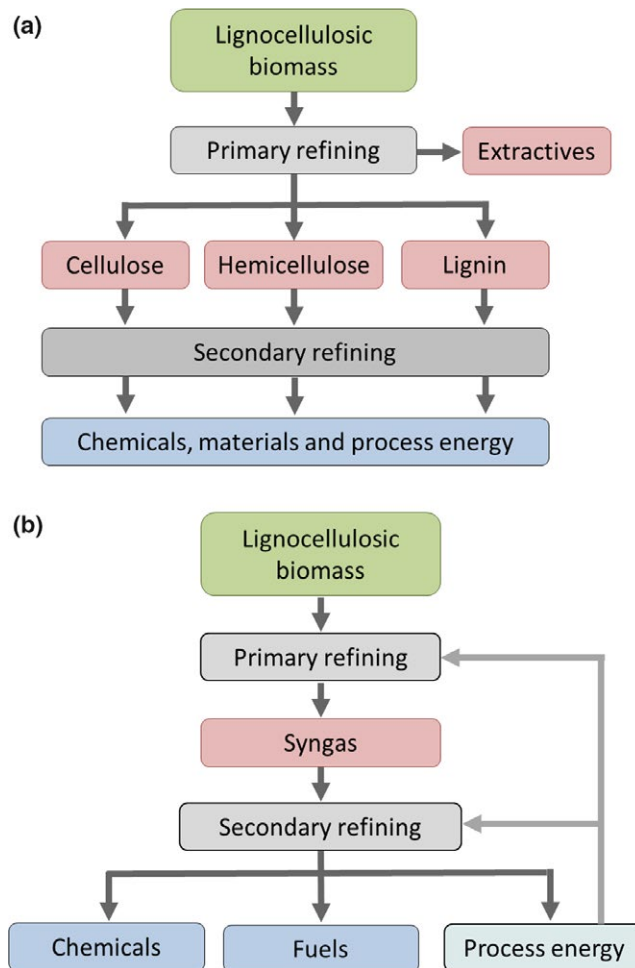 (a)
Lignocellulosic
biomass
Primary refining
Extractives
Cellulose
Hemicellulose
Lignin
Secondary refining
Chemicals, materials and process energy
(b)
Lignocellulosic
biomass
Primary refining
Syngas
Secondary refining
Chemicals
Fuels
Process energy